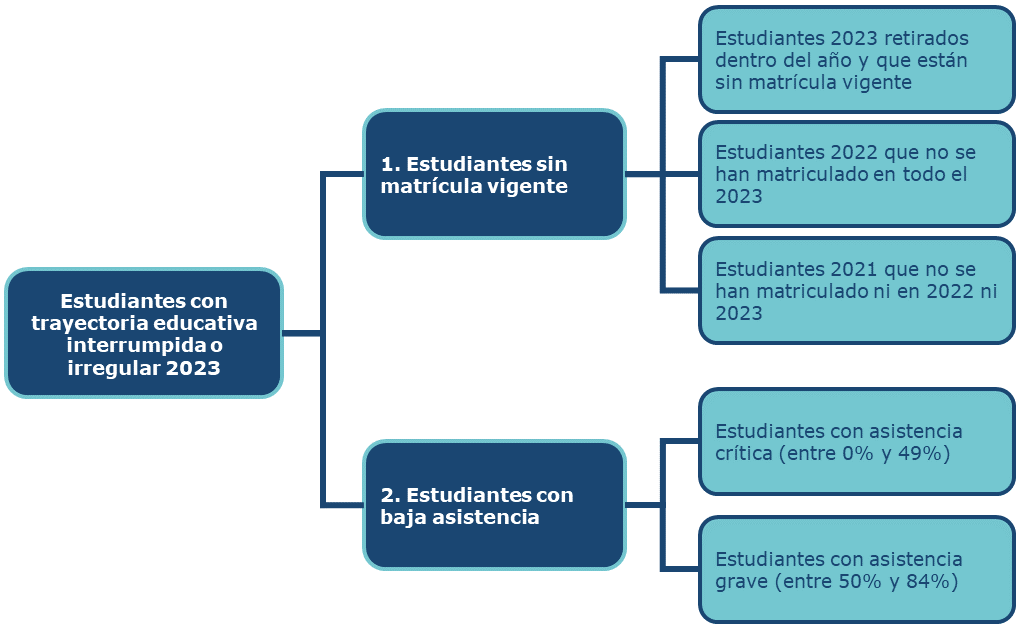 Estudiantes con
trayectoria educativa
interrumpida o
irregular 2023
1. Estudiantes sin
matrícula vigente
Estudiantes 2023 retirados
dentro del año y que están
sin matrícula vigente
Estudiantes 2022 que no se
han matriculado en todo el
2023
Estudiantes 2021 que no se
han matriculado ni en 2022 ni
2023
2. Estudiantes con
baja asistencia
Estudiantes con asistencia
crítica (entre 0% y 49%)
Estudiantes con asistencia
grave (entre 50% y 84%)